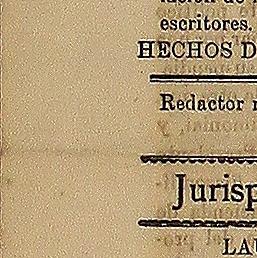 escritores.
HECHOS D
Redactor
Jurisp
LAU